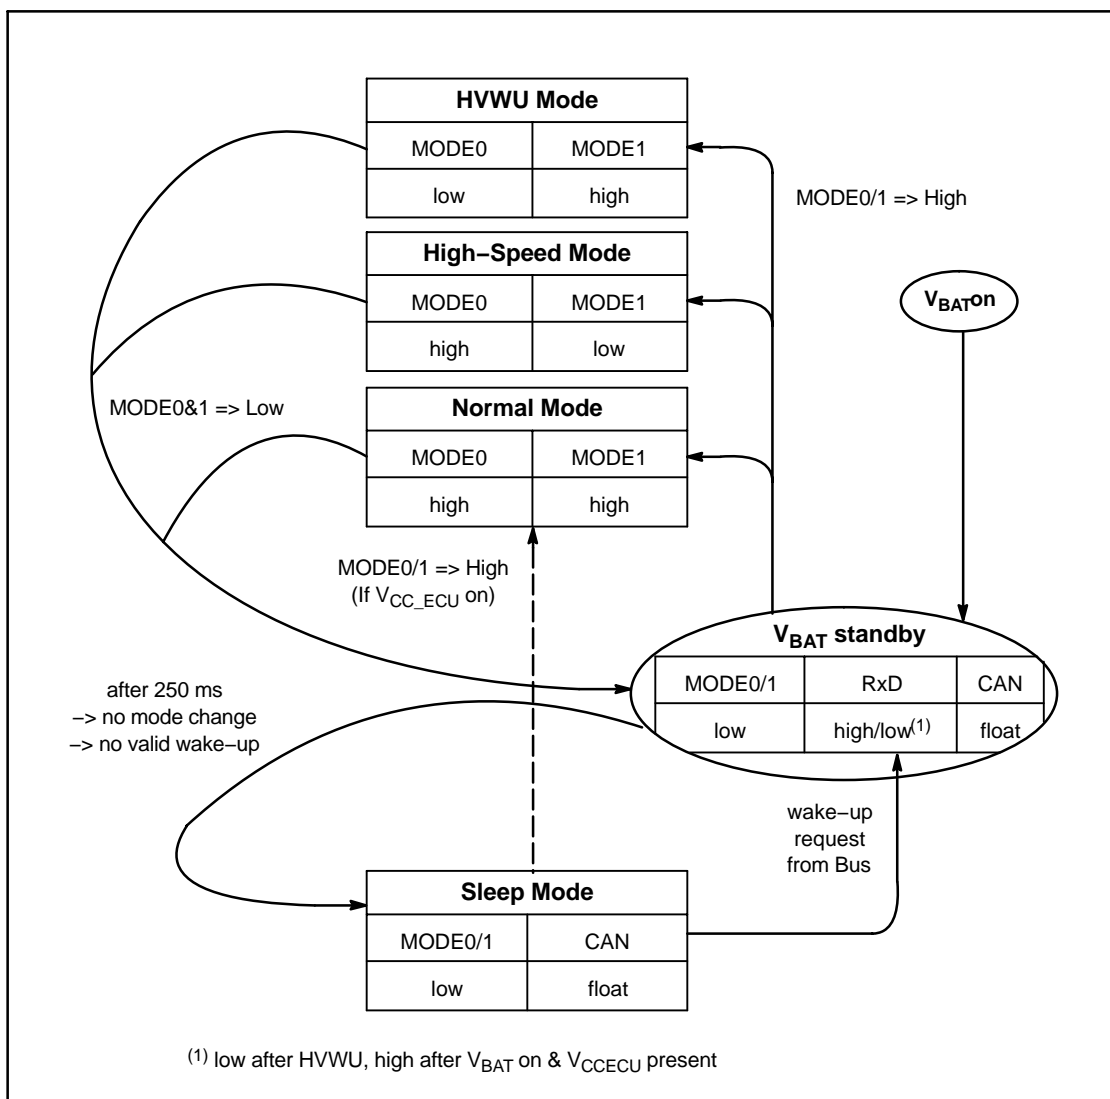 HVWU Mode
MODE0 MODE1
low high
MODE0/1 => High
High−Speed Mode
MODE0 MODE1
high low
VBATon
MODE0&1 => Low
Normal Mode
MODE0 MODE1
high high
MODE0/1 => High
(If VCC_ECU on)
VBAT standby
MODE0/1 RxD CAN
low high/low(1) float
after 250 ms
−> no mode change
−> no valid wake−up
wake−up
request
from Bus
Sleep Mode
MODE0/1 CAN
low float
(1) low after HVWU, high after VBAT on & VCCECU present